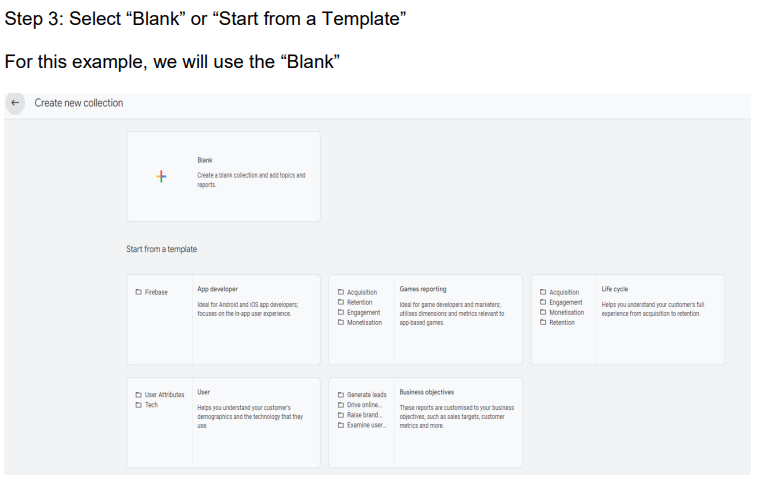 Step 3: Select “Blank” or “Start from a Template”
For this example, we will use the “Blank”
Create new collection
Blank
Create a blank collection and add topics and
reports.
Start from a template
Firebase
App developer
Ideal for Android and iOS app developers;
focuses on the in-app user experience.
Acquisition
Retention
Engagement
Monetisation
Games reporting
Ideal for game developers and marketers;
utilises dimensions and metrics relevant to
app-based games.
Acquisition
Engagement
Monetisation
Retention
Life cycle
Helps you understand your customer's full
experience from acquisition to retention.
User Attributes
Tech
User
Helps you understand your customer's
demographics and the technology that they
use.
Generate leads
Drive online...
Raise brand...
Examine user...
Business objectives
These reports are customised to your business
objectives, such as sales targets, customer
metrics and more.